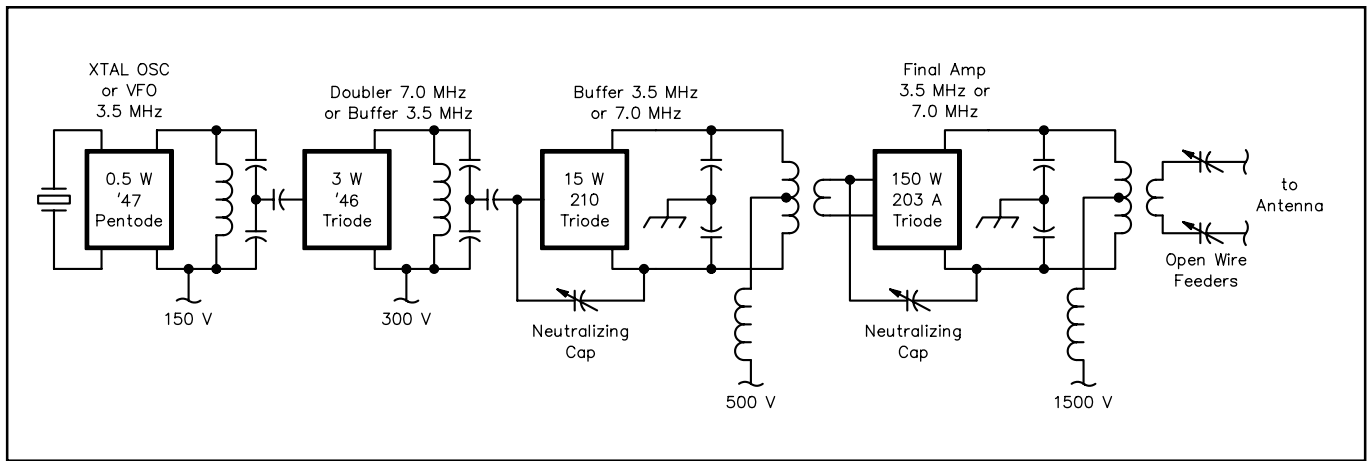 XTAL OSC
or VFO
3.5 MHz
0.5 W
'47
Pentode
150 V
Doubler 7.0 MHz
or Buffer 3.5 MHz
3 W
'46
Triode
300 V
Buffer 3.5 MHz
or 7.0 MHz
15 W
210
Triode
Neutralizing
Cap
500 V
Final Amp
3.5 MHz or
7.0 MHz
150 W
203 A
Triode
Neutralizing
Cap
1500 V
to
Antenna
Open Wire
Feeders